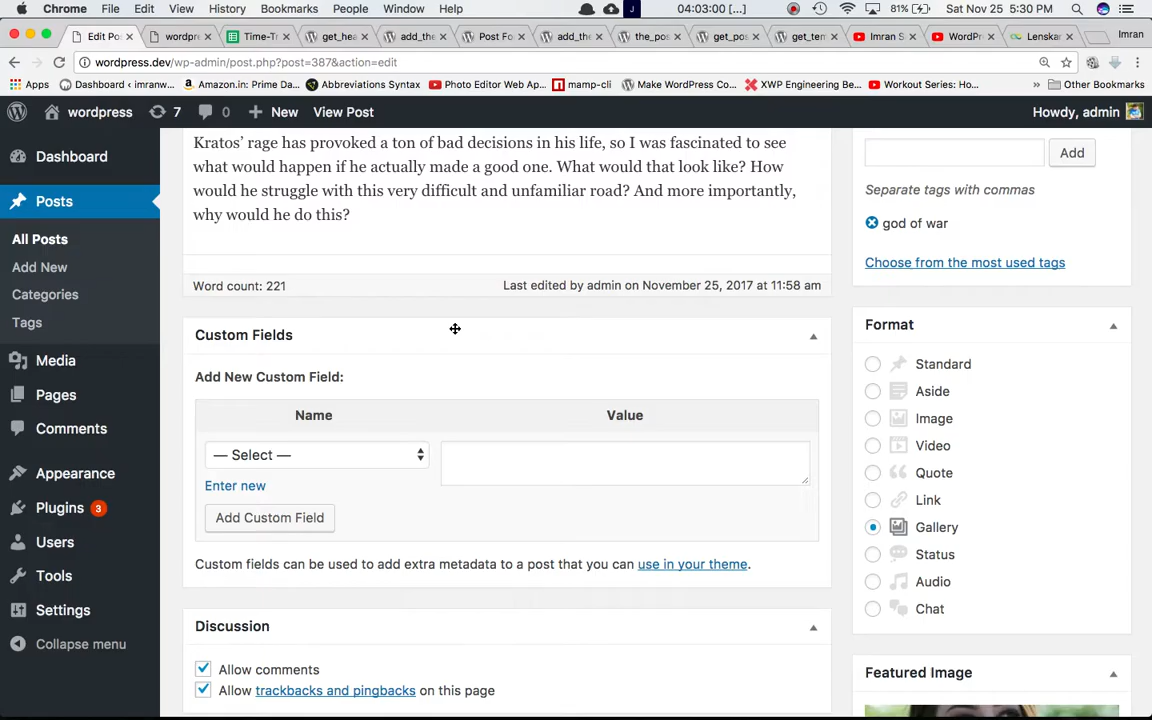 Chrome File Edit View History Bookmarks People Window Help J 04:03:00 [...] 81% Sat Nov 25 5:30 PM
Edit Pos × wordpre × Time-Tr × get_hea × add_the × Post Fo × add_the × the_pos × get_pos × get_ter × Imran S × WordPr × Lenskar × Imran
wordpress.dev/wp-admin/post.php?post=387&action=edit
Apps Dashboard ‹ imranw... Amazon.in: Prime Da... Abbreviations Syntax Photo Editor Web Ap... mamp-cli Make WordPress Co... XWP Engineering Be... Workout Series: Ho... » Other Bookmarks
wordpress 7 0 + New View Post Howdy, admin
Dashboard
Posts
All Posts
Add New
Categories
Tags
Media
Pages
Comments
Appearance
Plugins 3
Users
Tools
Settings
Collapse menu
Kratos’ rage has provoked a ton of bad decisions in his life, so I was fascinated to see
what would happen if he actually made a good one. What would that look like? How
would he struggle with this very difficult and unfamiliar road? And more importantly,
why would he do this?
Word count: 221 Last edited by admin on November 25, 2017 at 11:58 am
Custom Fields
Add New Custom Field:
Name Value
— Select —
Enter new
Add Custom Field
Custom fields can be used to add extra metadata to a post that you can use in your theme.
Discussion
Allow comments
Allow trackbacks and pingbacks on this page
Add
Separate tags with commas
god of war
Choose from the most used tags
Format
Standard
Aside
Image
Video
Quote
Link
Gallery
Status
Audio
Chat
Featured Image